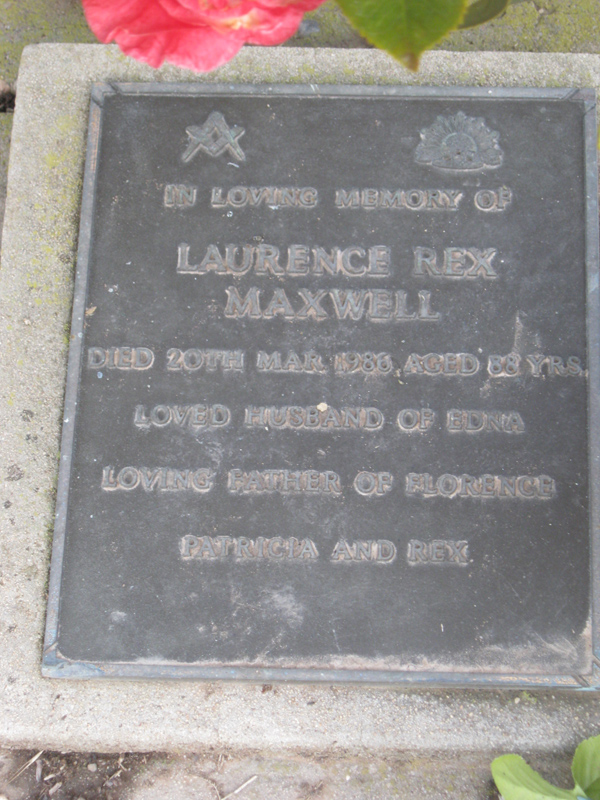 IN LOVING MEMORY OF
LAURENCE REX
MAXWELL
DIED 20TH MAR. 1986 AGED 88 YRS.
LOVED HUSBAND OF EDNA
LOVING FATHER OF FLORENCE
PATRICIA AND REX